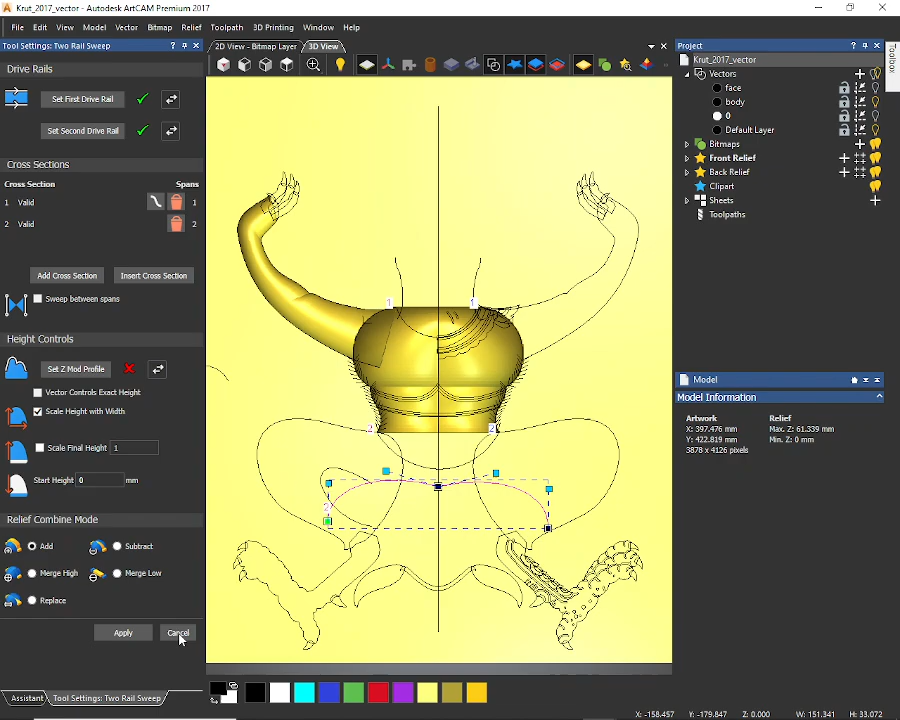 Krut_2017_vector - Autodesk ArtCAM Premium 2017
File Edit View Model Vector Bitmap Relief Toolpath 3D Printing Window Help
Tool Settings: Two Rail Sweep
2D View - Bitmap Layer 3D View
Project
Toolbox
Drive Rails
Set First Drive Rail
Set Second Drive Rail
Cross Sections
Cross Section Spans
1 Valid 1
2 Valid 2
Add Cross Section Insert Cross Section
Sweep between spans
Height Controls
Set Z Mod Profile
Vector Controls Exact Height
Scale Height with Width
Scale Final Height 1
Start Height 0 mm
Relief Combine Mode
Add Subtract
Merge High Merge Low
Replace
Apply Cancel
Assistant Tool Settings: Two Rail Sweep
1 1
2 2
2
Krut_2017_vector
Vectors
face
body
0
Default Layer
Bitmaps
Front Relief
Back Relief
Clipart
Sheets
Toolpaths
Model
Model Information
Artwork Relief
X: 397.476 mm Max. Z: 61.339 mm
Y: 422.819 mm Min. Z: 0 mm
3878 x 4126 pixels
X: -158.457 Y: -179.847 Z: 0.000 W: 151.341 H: 33.072